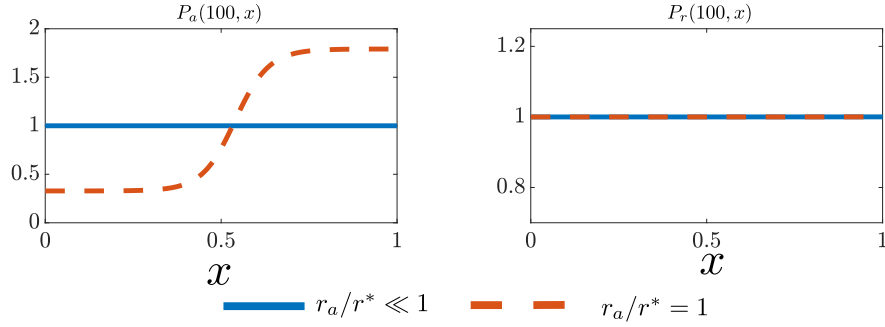 P_a(100, x)
2
1.5
1
0.5
0
0
0.5
1
x
P_r(100, x)
1.2
1
0.8
0
0.5
1
x
r_a/r* ≪ 1
r_a/r* = 1